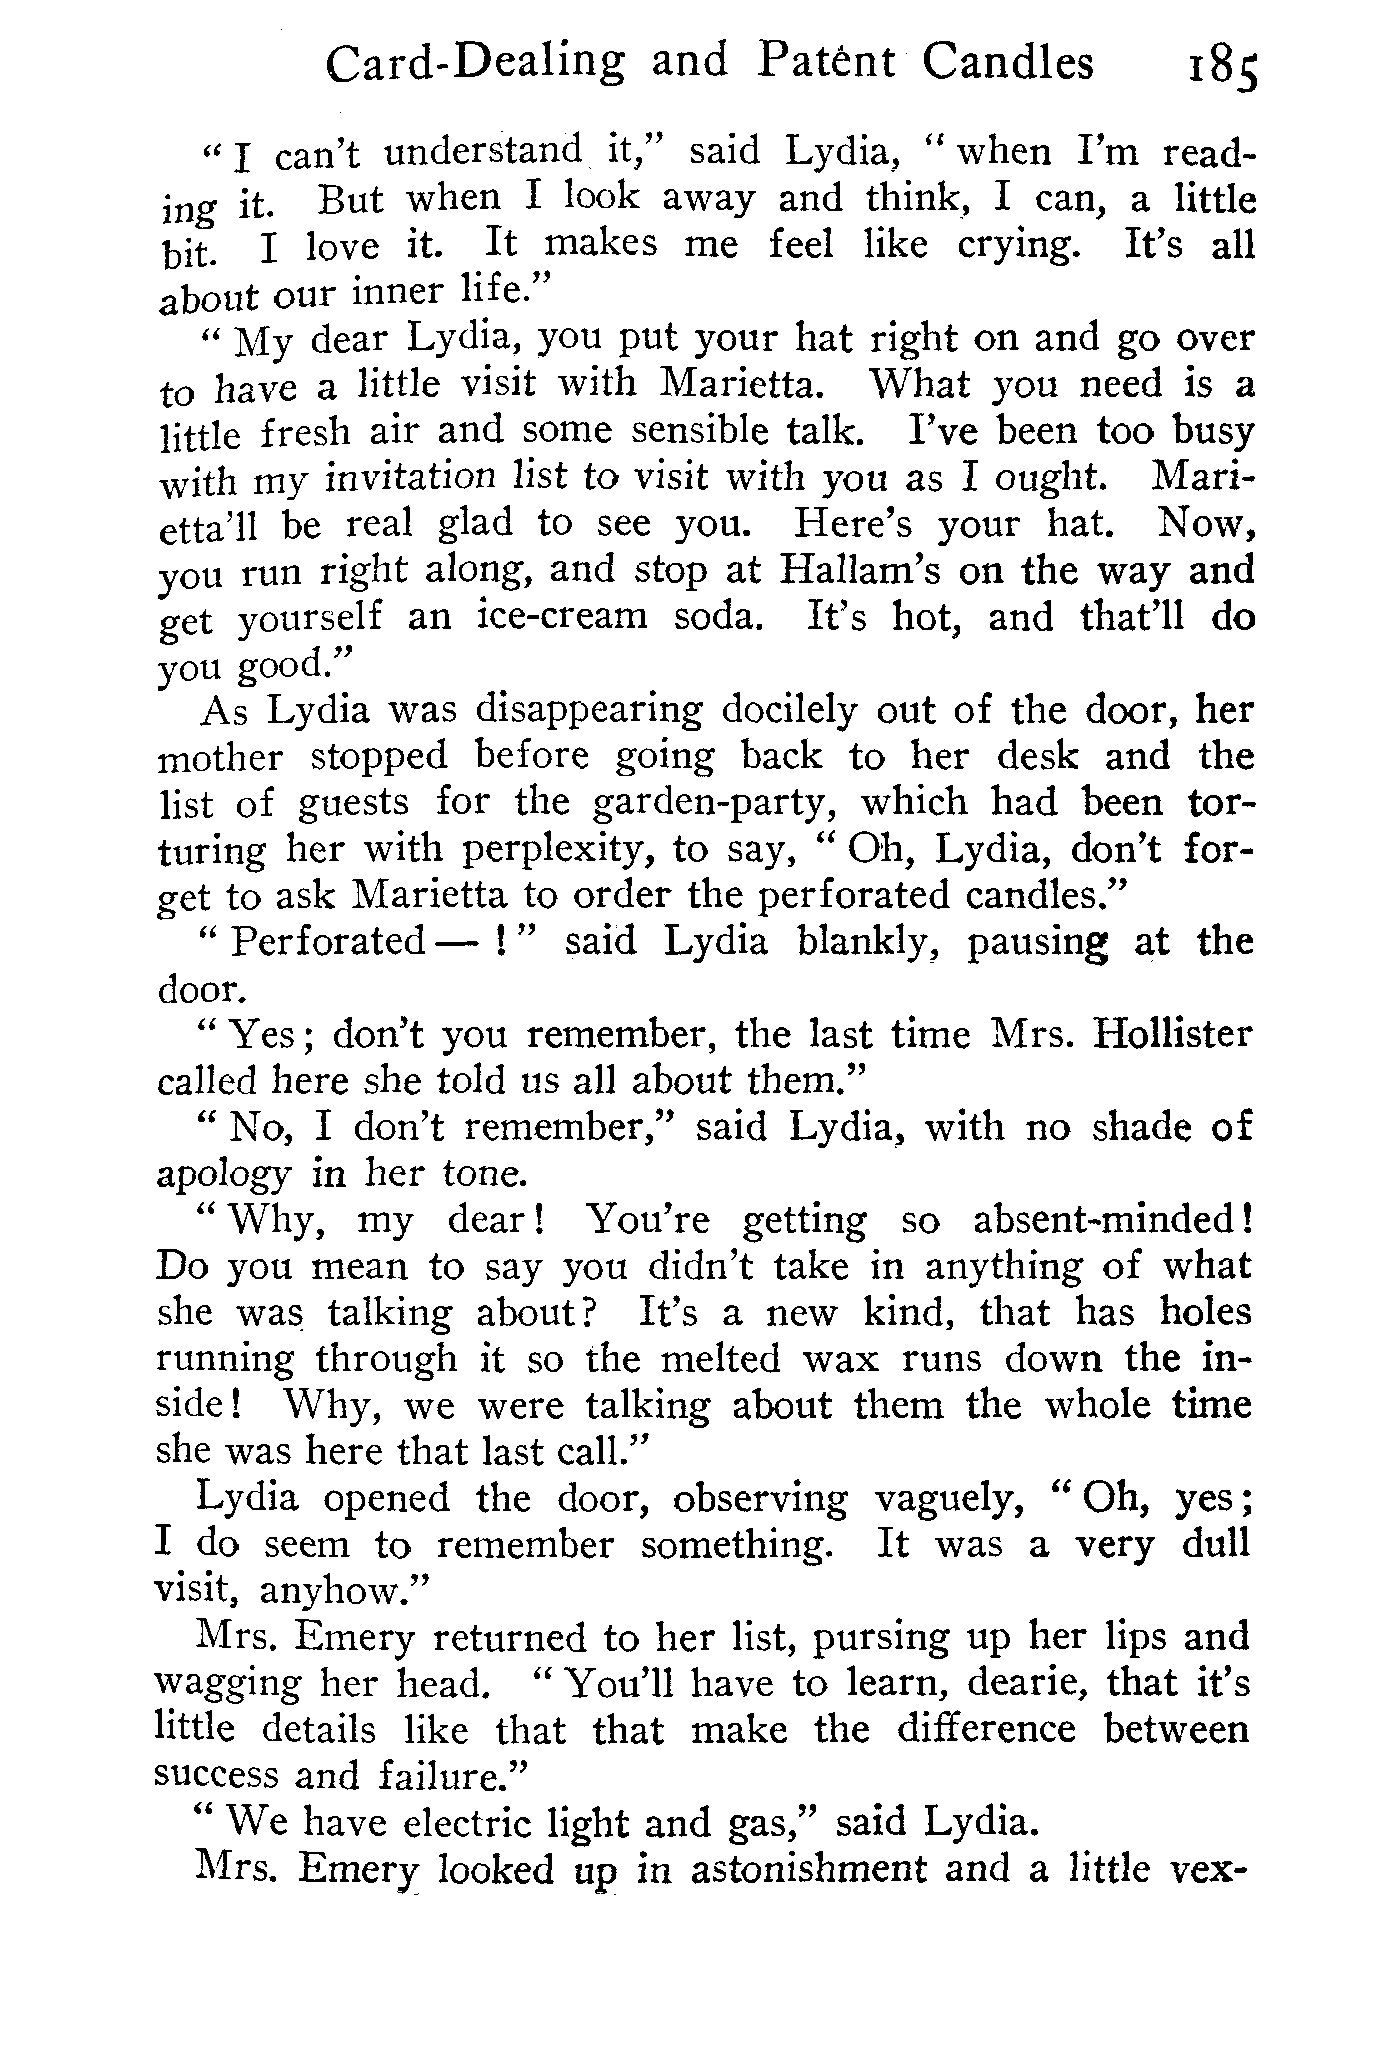 Card-Dealing and Patent Candles 185
“ I can't understand it,” said Lydia, “ when I'm read-
ing it. But when I look away and think, I can, a little
bit. I love it. It makes me feel like crying. It's all
about our inner life.”
“ My dear Lydia, you put your hat right on and go over
to have a little visit with Marietta. What you need is a
little fresh air and some sensible talk. I've been too busy
with my invitation list to visit with you as I ought. Mari-
etta'll be real glad to see you. Here's your hat. Now,
you run right along, and stop at Hallam's on the way and
get yourself an ice-cream soda. It's hot, and that'll do
you good.”
As Lydia was disappearing docilely out of the door, her
mother stopped before going back to her desk and the
list of guests for the garden-party, which had been tor-
turing her with perplexity, to say, “ Oh, Lydia, don't for-
get to ask Marietta to order the perforated candles.”
“ Perforated — ! ” said Lydia blankly, pausing at the
door.
“ Yes ; don't you remember, the last time Mrs. Hollister
called here she told us all about them.”
“ No, I don't remember,” said Lydia, with no shade of
apology in her tone.
“ Why, my dear ! You're getting so absent-minded !
Do you mean to say you didn't take in anything of what
she was talking about ? It's a new kind, that has holes
running through it so the melted wax runs down the in-
side ! Why, we were talking about them the whole time
she was here that last call.”
Lydia opened the door, observing vaguely, “ Oh, yes ;
I do seem to remember something. It was a very dull
visit, anyhow.”
Mrs. Emery returned to her list, pursing up her lips and
wagging her head. “ You'll have to learn, dearie, that it's
little details like that that make the difference between
success and failure.”
“ We have electric light and gas,” said Lydia.
Mrs. Emery looked up in astonishment and a little vex-